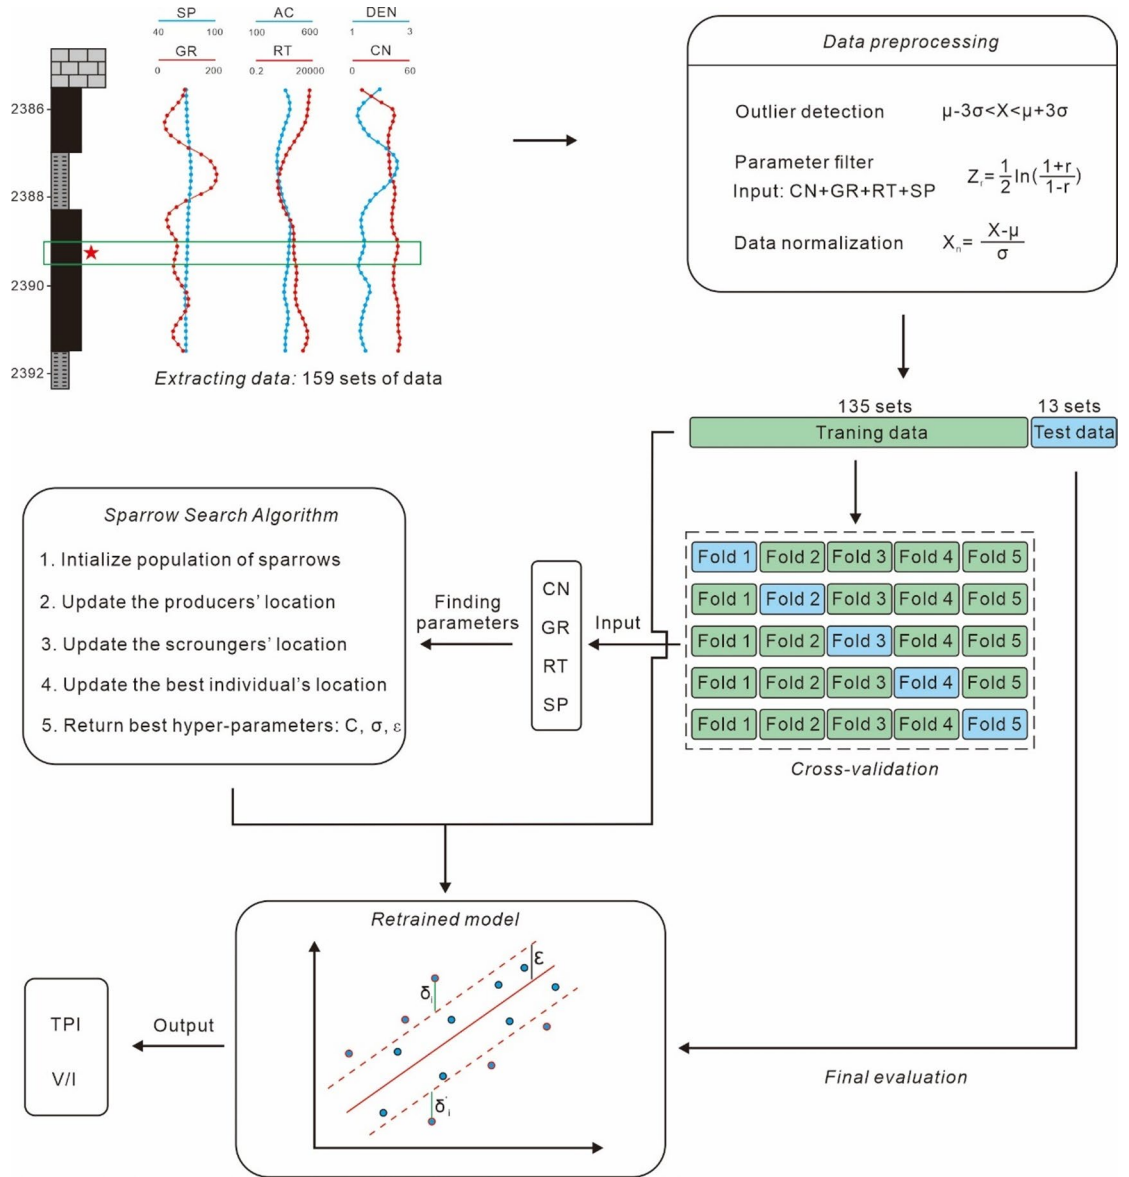 SP AC DEN
40 100 100 600 1 3
GR RT CN
0 200 0.2 20000 0 60
2386
2388
2390
2392
Extracting data: 159 sets of data
Data preprocessing
Outlier detection μ-3σ<X<μ+3σ
Parameter filter
Input: CN+GR+RT+SP
Zr=1/2 ln(1+r/1-r)
Data normalization Xn= X-μ/σ
135 sets 13 sets
Traning data Test data
Fold 1 Fold 2 Fold 3 Fold 4 Fold 5
Fold 1 Fold 2 Fold 3 Fold 4 Fold 5
Fold 1 Fold 2 Fold 3 Fold 4 Fold 5
Fold 1 Fold 2 Fold 3 Fold 4 Fold 5
Fold 1 Fold 2 Fold 3 Fold 4 Fold 5
Cross-validation
Input
CN
GR
RT
SP
Finding
parameters
Sparrow Search Algorithm
1. Intialize population of sparrows
2. Update the producers' location
3. Update the scroungers' location
4. Update the best individual's location
5. Return best hyper-parameters: C, σ, ε
Retrained model
ε
δi
δ'i
Output
TPI
V/I
Final evaluation